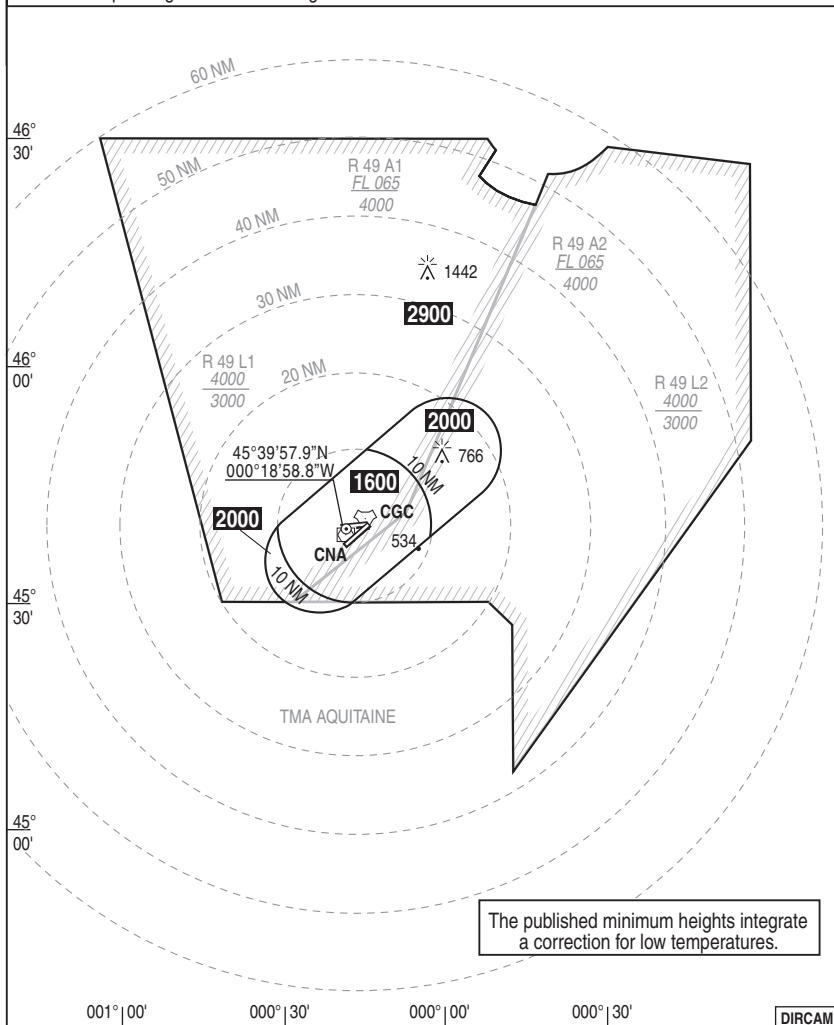 60 NM
46°
30'
50 NM
R 49 A1
FL 065
4000
40 NM
R 49 A2
FL 065
4000
1442
30 NM
2900
46°
00'
20 NM
R 49 L1
4000
3000
R 49 L2
4000
3000
2000
45°39'57.9"N
000°18'58.8"W
766
10 NM
1600
2000
CGC
534
CNA
10 NM
45°
30'
TMA AQUITAINE
45°
00'
The published minimum heights integrate
a correction for low temperatures.
001° 00'
000° 30'
000° 00'
000° 30'
DIRCAM